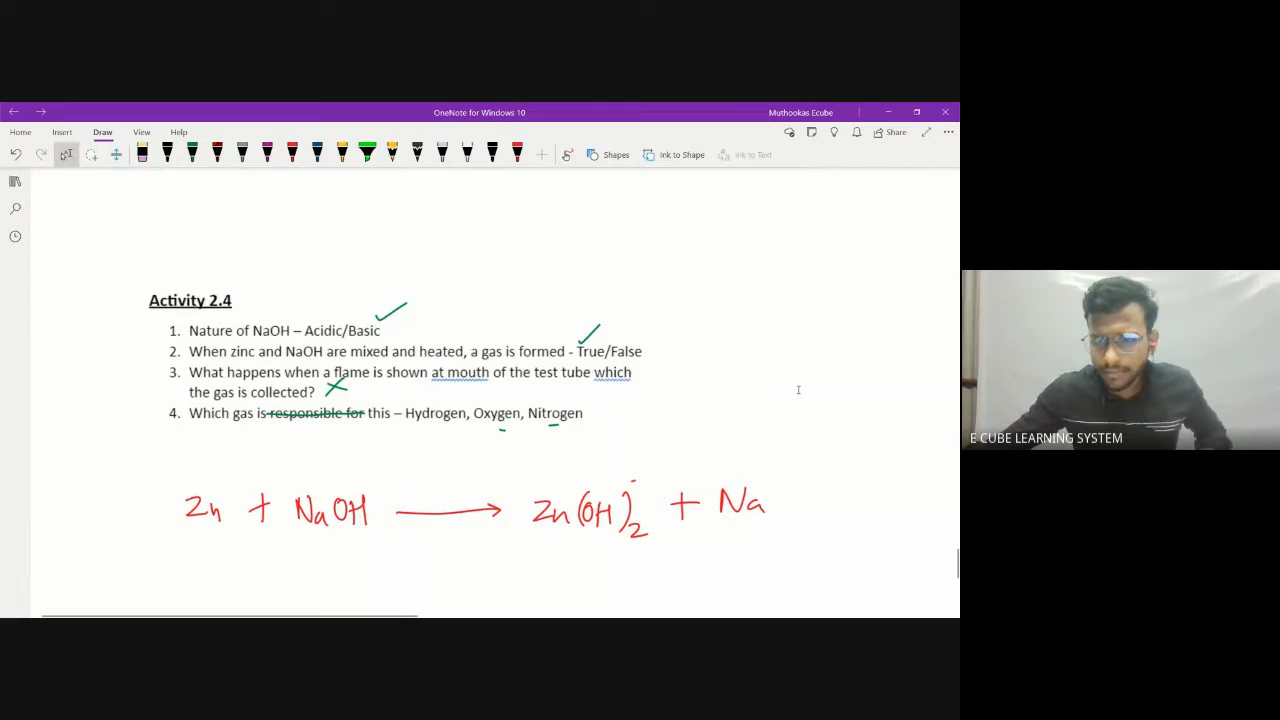 OneNote for Windows 10
Muthookas Ecube
Home Insert Draw View Help
Share
Shapes Ink to Shape Ink to Text
Activity 2.4
1. Nature of NaOH – Acidic/Basic
2. When zinc and NaOH are mixed and heated, a gas is formed - True/False
3. What happens when a flame is shown at mouth of the test tube which
the gas is collected?
4. Which gas is responsible for this – Hydrogen, Oxygen, Nitrogen
Zn + NaOH → Zn(OH)2 + Na
E CUBE LEARNING SYSTEM